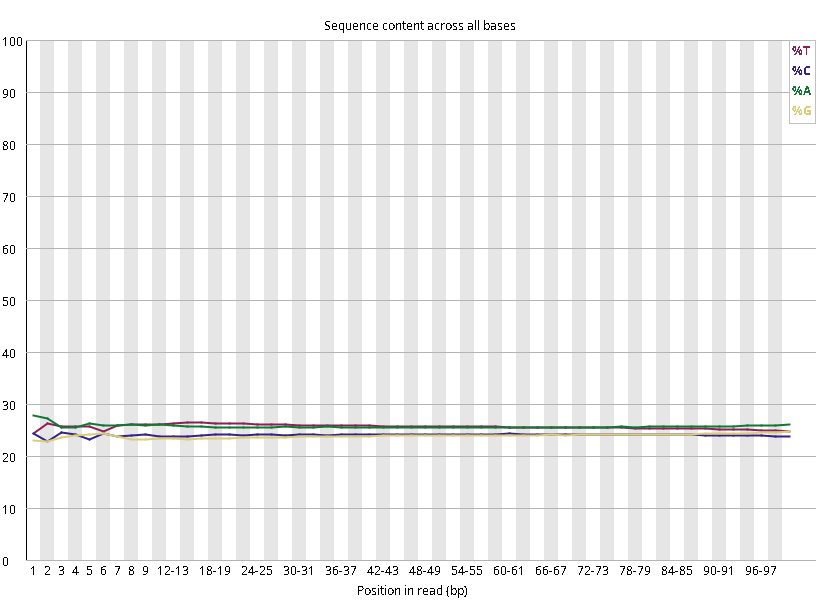 Sequence content across all bases
100
90
80
70
60
50
40
30
20
10
0
%T
%C
%A
%G
1 2 3 4 5 6 7 8 9 12-13 18-19 24-25 30-31 36-37 42-43 48-49 54-55 60-61 66-67 72-73 78-79 84-85 90-91 96-97
Position in read (bp)